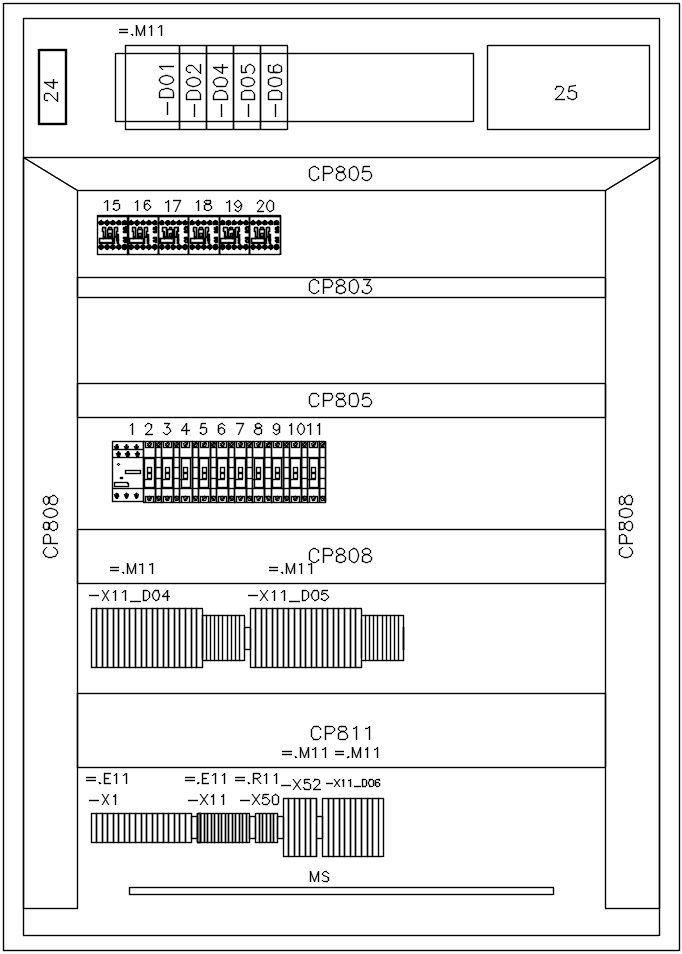 =.M11
24
-D01 -D02 -D04 -D05 -D06
25
CP805
15 16 17 18 19 20
CP803
CP805
1 2 3 4 5 6 7 8 9 10 11
CP808
CP808
CP808
=.M11 =.M11
-X11_D04 -X11_D05
CP811
=.M11 =.M11
=.E11 =.E11 =.R11
-X52 -X11_D06
-X1 -X11 -X50
MS